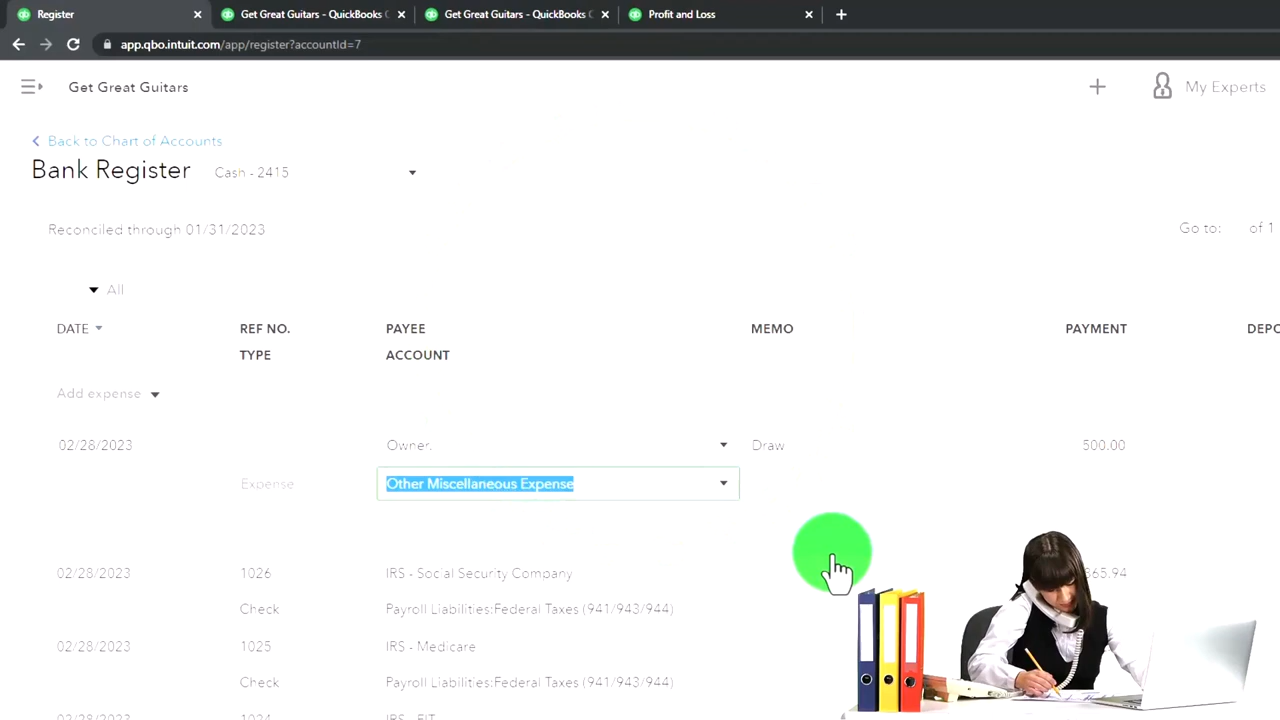 Register
Get Great Guitars - QuickBooks
Get Great Guitars - QuickBooks
Profit and Loss
app.qbo.intuit.com/app/register?accountId=7
Get Great Guitars
My Experts
Back to Chart of Accounts
Bank Register Cash - 2415
Reconciled through 01/31/2023
Go to: of 1
All
DATE REF NO. PAYEE MEMO PAYMENT
TYPE ACCOUNT
Add expense
02/28/2023 Owner. Draw 500.00
Expense Other Miscellaneous Expense
02/28/2023 1026 IRS - Social Security Company
Check Payroll Liabilities:Federal Taxes (941/943/944)
02/28/2023 1025 IRS - Medicare
Check Payroll Liabilities:Federal Taxes (941/943/944)
02/28/2023 1024 IRS - FIT